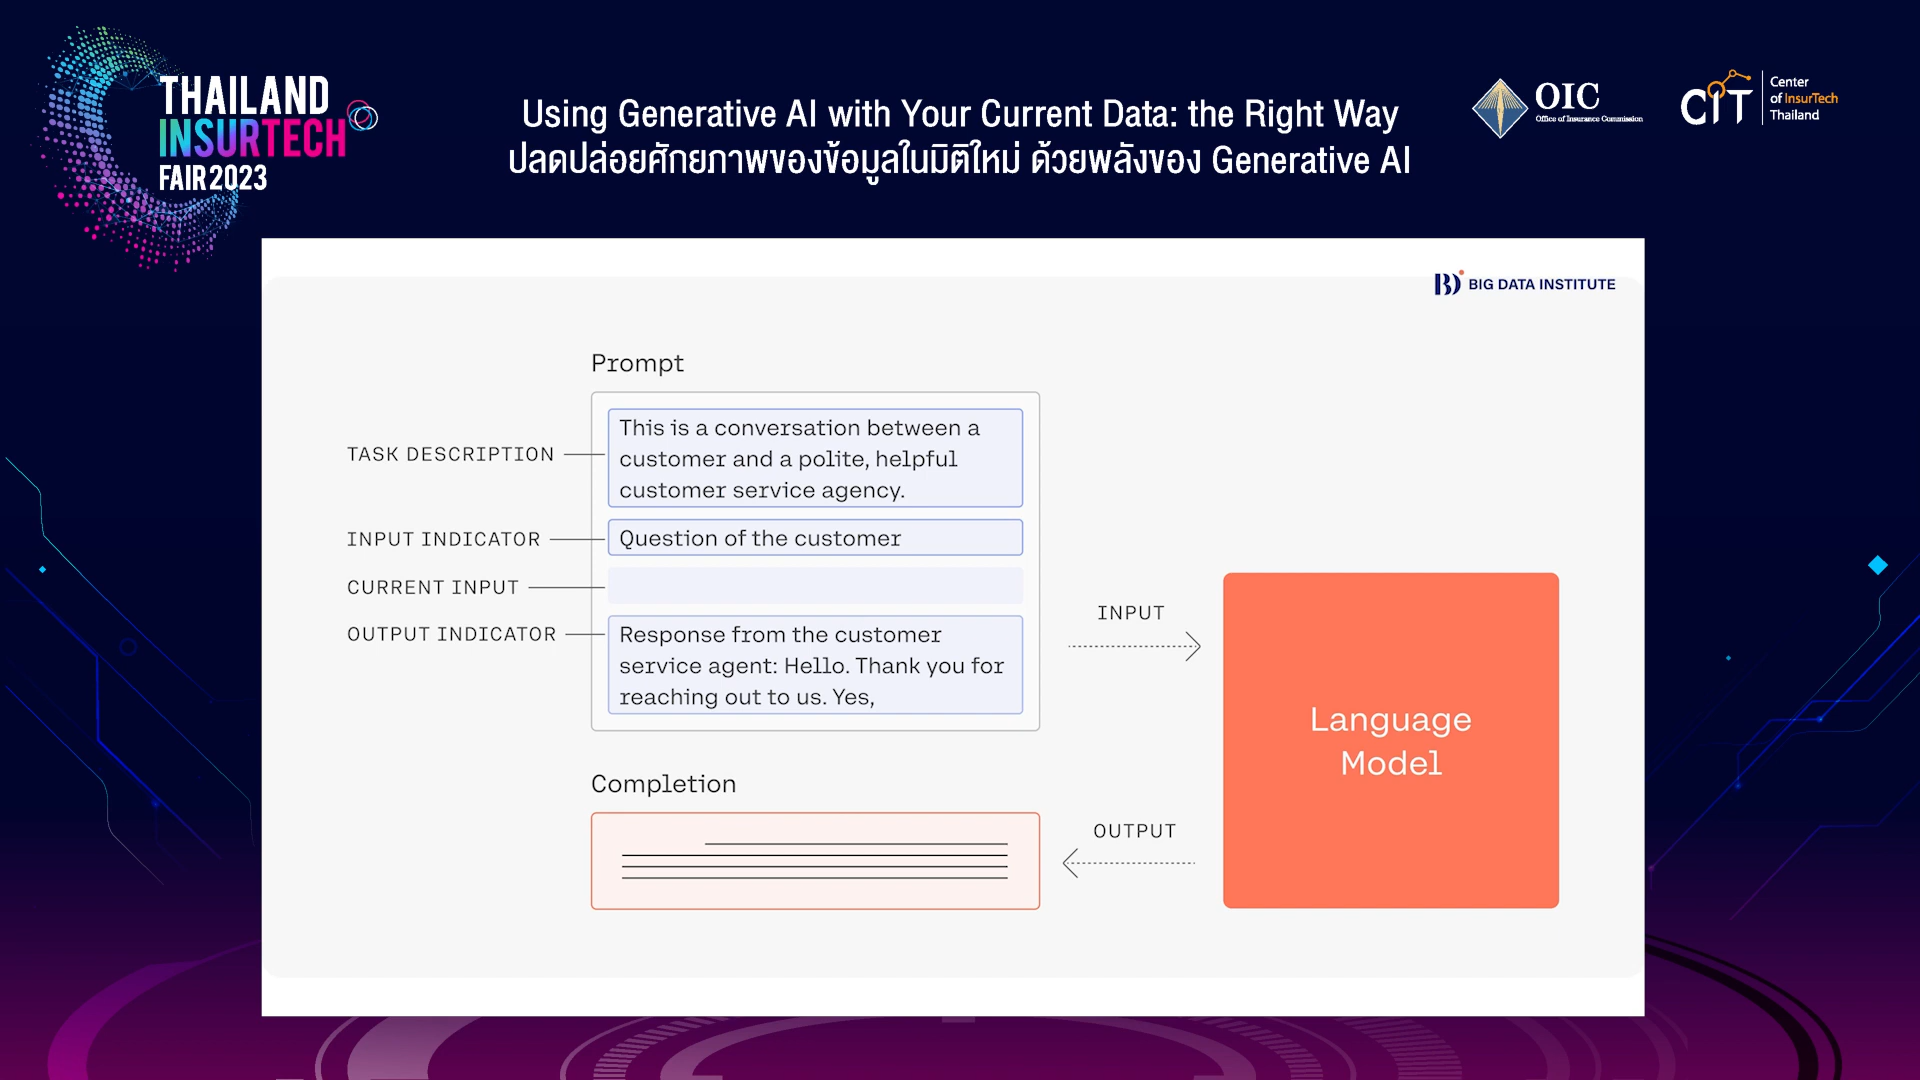 THAILAND
INSURTECH
FAIR 2023
Using Generative AI with Your Current Data: the Right Way
ปลดปล่อยศักยภาพของข้อมูลในมิติใหม่ ด้วยพลังของ Generative AI
OIC
Office of Insurance Commission
CIT
Center
of InsurTech
Thailand
BIG DATA INSTITUTE
Prompt
TASK DESCRIPTION
This is a conversation between a
customer and a polite, helpful
customer service agency.
INPUT INDICATOR
Question of the customer
CURRENT INPUT
OUTPUT INDICATOR
Response from the customer
service agent: Hello. Thank you for
reaching out to us. Yes,
INPUT
Language
Model
Completion
OUTPUT